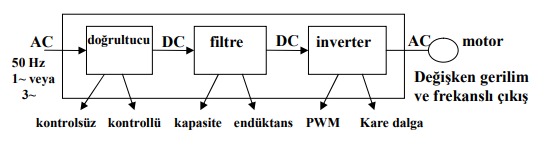 AC doğrultucu DC filtre DC inverter AC motor
50 Hz
1~ veya
3~
Değişken gerilim
ve frekanslı çıkış
kontrolsüz kontrollü kapasite endüktans PWM Kare dalga